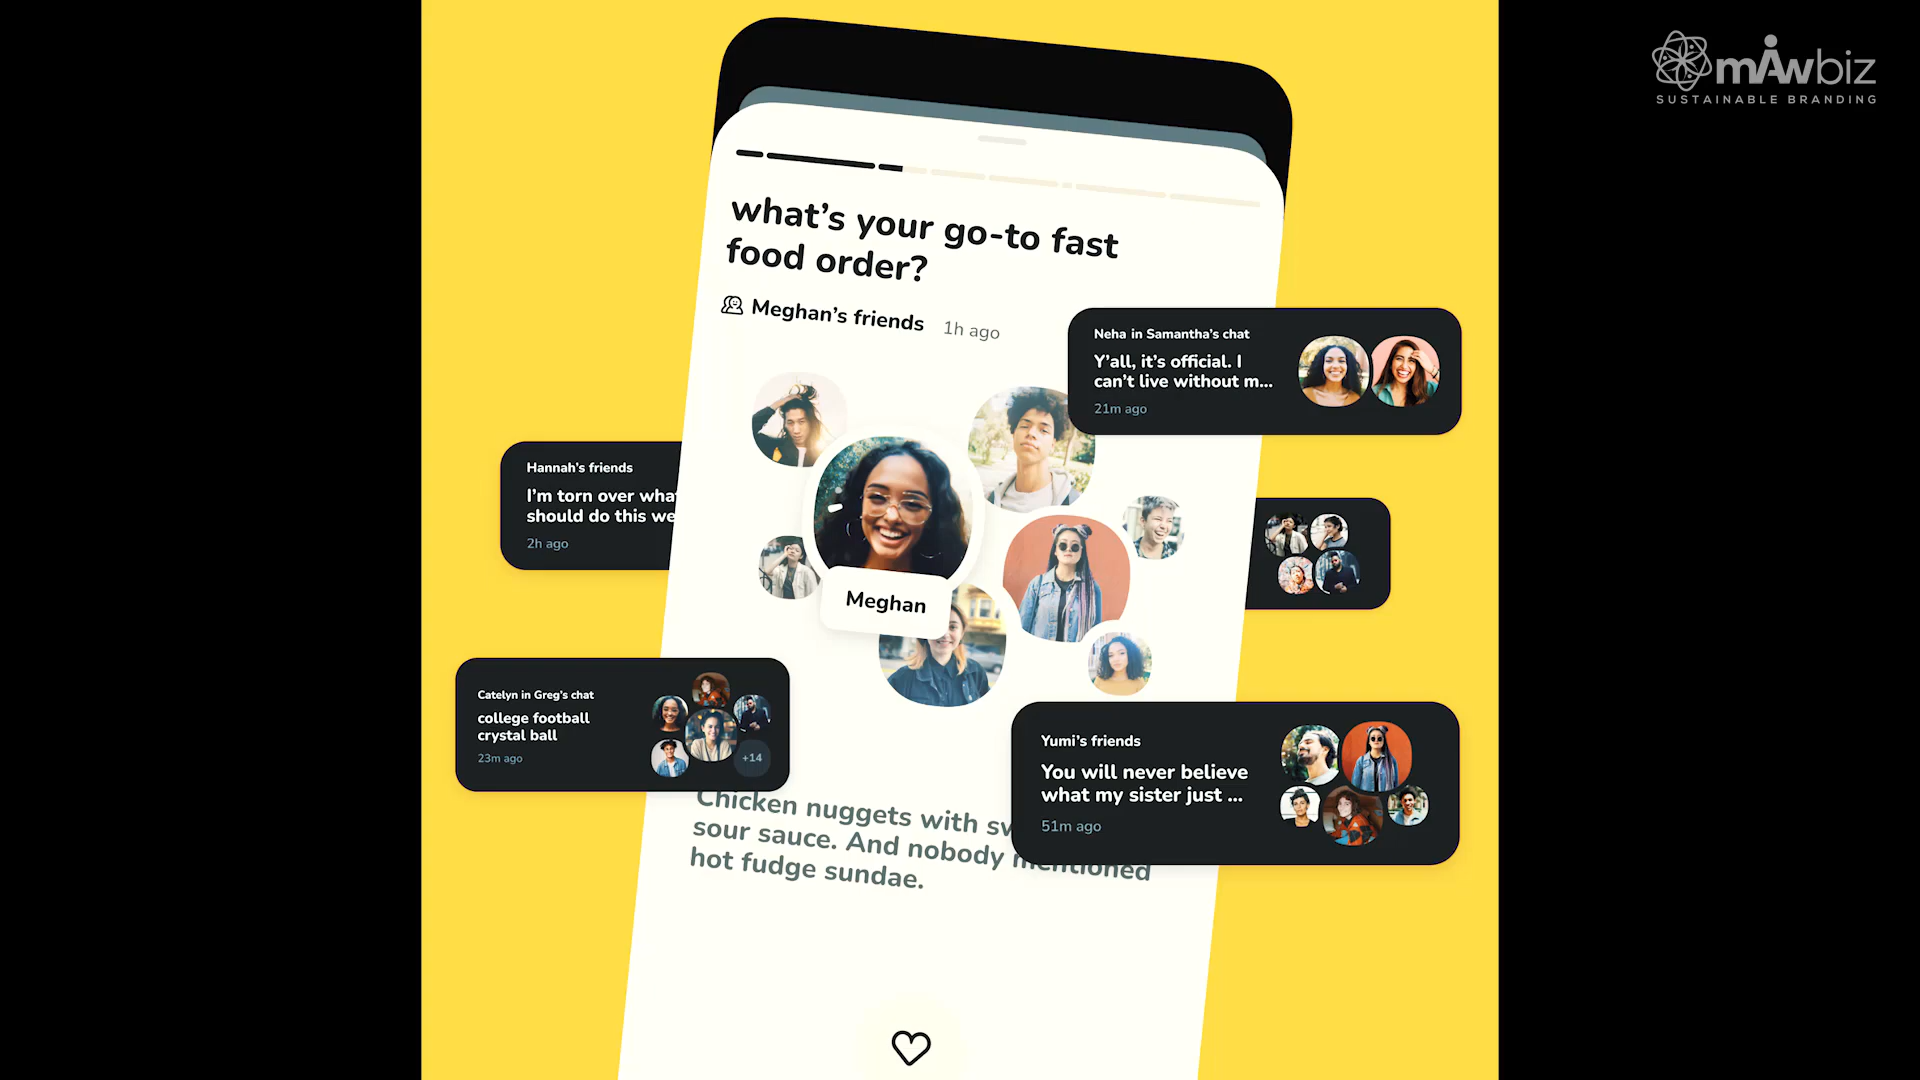 mAwbiz
SUSTAINABLE BRANDING
what’s your go-to fast
food order?
Meghan’s friends 1h ago
Neha in Samantha’s chat
Y’all, it’s official. I
can’t live without m...
21m ago
Hannah’s friends
I’m torn over
should do this
2h ago
Meghan
Catelyn in Greg’s chat
college football
crystal ball
23m ago
+14
Yumi’s friends
You will never believe
what my sister just ...
51m ago
Chicken nuggets with
sour sauce. And nobody mentioned
hot fudge sundae.